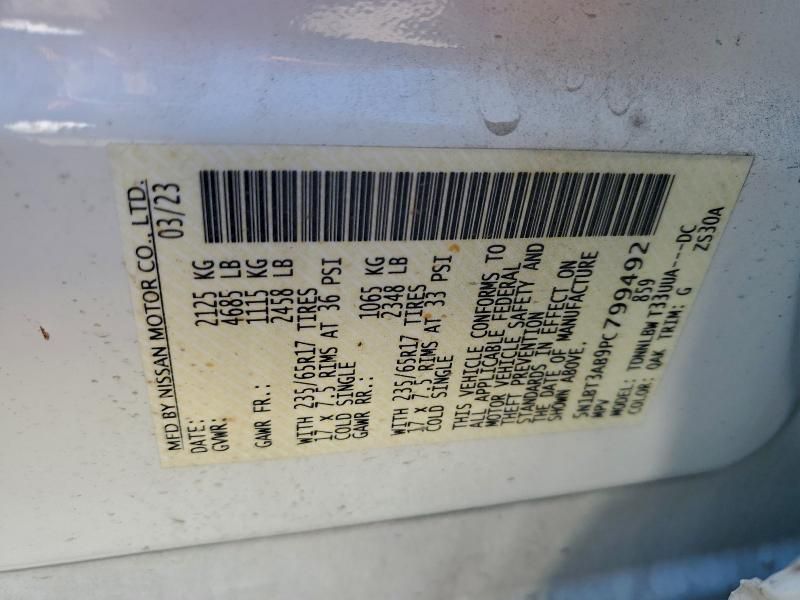 MFD BY NISSAN MOTOR CO., LTD.
DATE: 03/23
GVWR: 2125 KG
4685 LB
GAWR FR.: 1115 KG
2458 LB
WITH 235/65R17 TIRES
17 x 7.5 RIMS AT 36 PSI
COLD SINGLE
GAWR RR.: 1065 KG
2348 LB
WITH 235/65R17 TIRES
17 x 7.5 RIMS AT 33 PSI
COLD SINGLE
THIS VEHICLE CONFORMS TO
ALL APPLICABLE FEDERAL
MOTOR VEHICLE SAFETY AND
THEFT PREVENTION
STANDARDS IN EFFECT ON
THE DATE OF MANUFACTURE
SHOWN ABOVE.
5N1BT3AB9PC799492
MPV 859
MODEL: TDNNLBW T33UUA---DC
COLOR: QAK TRIM: G ZS30A